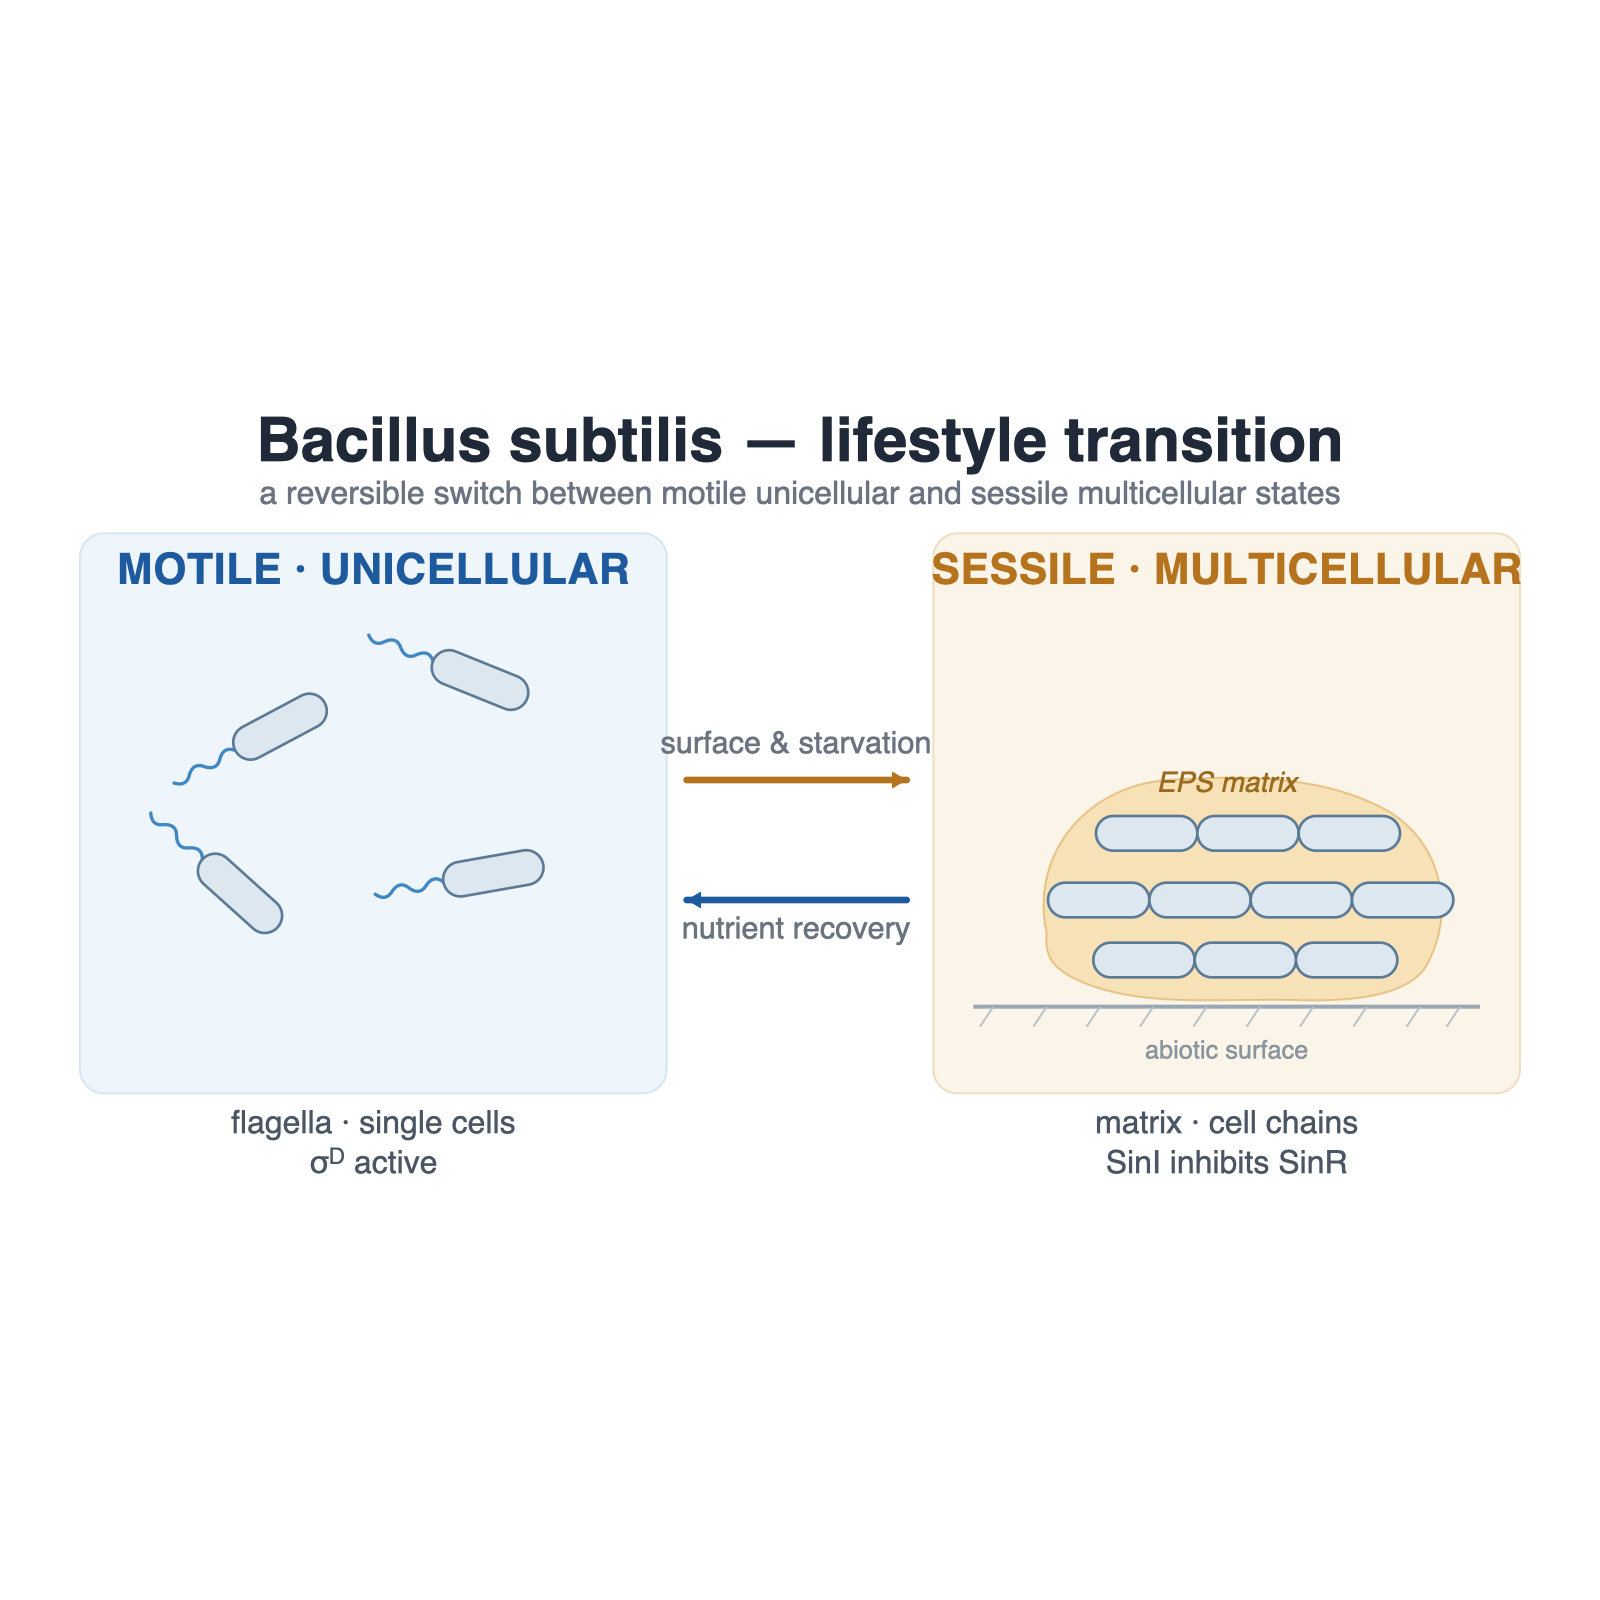 Bacillus subtilis — lifestyle transition
a reversible switch between motile unicellular and sessile multicellular states
MOTILE · UNICELLULAR
SESSILE · MULTICELLULAR
surface & starvation
EPS matrix
nutrient recovery
abiotic surface
flagella · single cells
σᴰ active
matrix · cell chains
SinI inhibits SinR